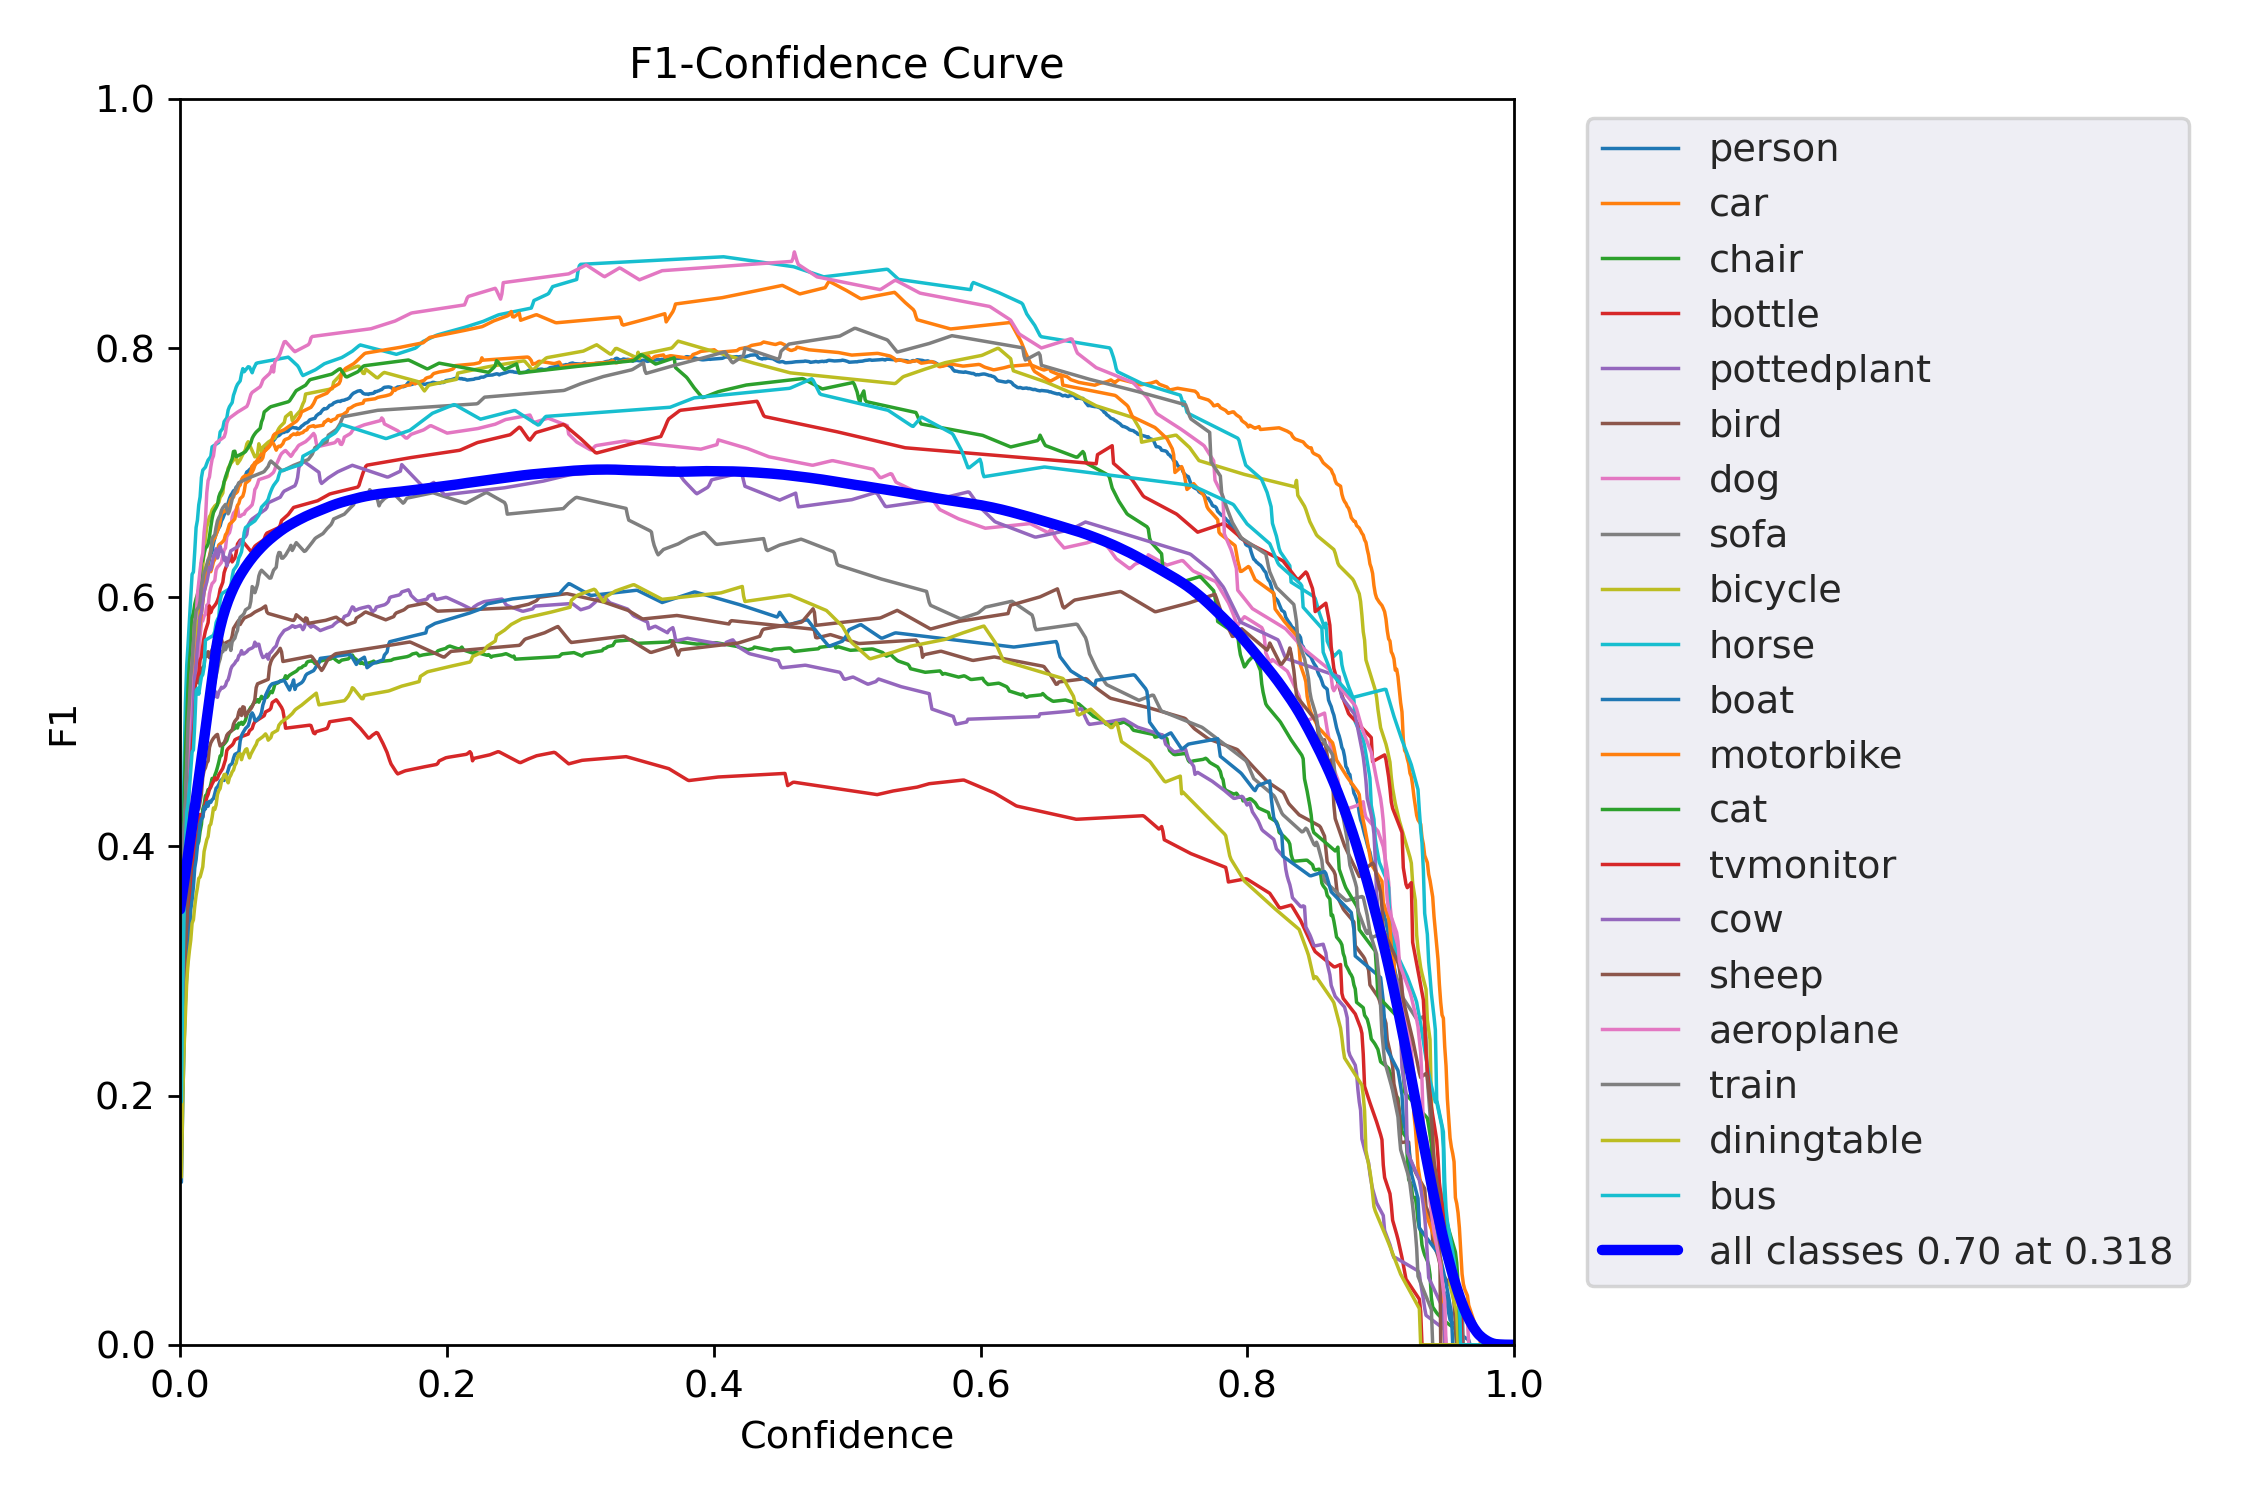 F1-Confidence Curve
1.0
0.8
0.6
0.4
0.2
0.0
F1
0.0 0.2 0.4 0.6 0.8 1.0
Confidence
person
car
chair
bottle
pottedplant
bird
dog
sofa
bicycle
horse
boat
motorbike
cat
tvmonitor
cow
sheep
aeroplane
train
diningtable
bus
all classes 0.70 at 0.318